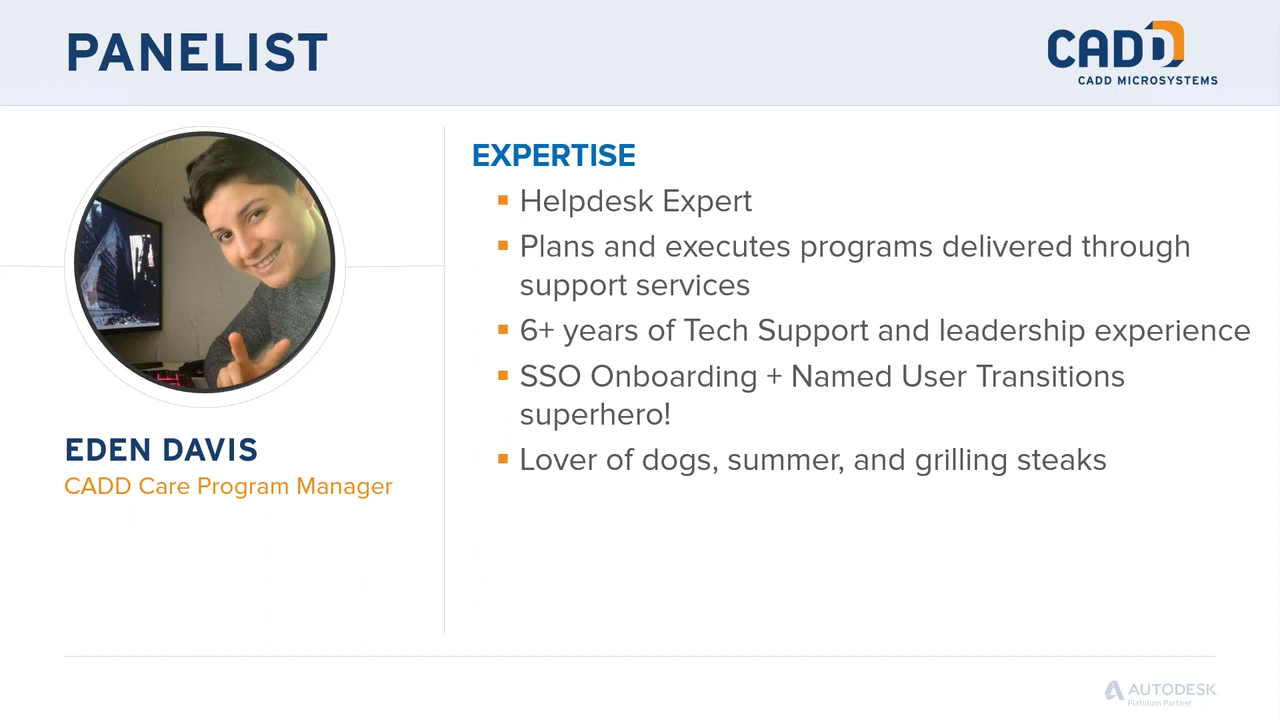 PANELIST
CADD
CADD MICROSYSTEMS
EXPERTISE
Helpdesk Expert
Plans and executes programs delivered through
support services
6+ years of Tech Support and leadership experience
SSO Onboarding + Named User Transitions
superhero!
Lover of dogs, summer, and grilling steaks
EDEN DAVIS
CADD Care Program Manager
AUTODESK
Platinum Partner